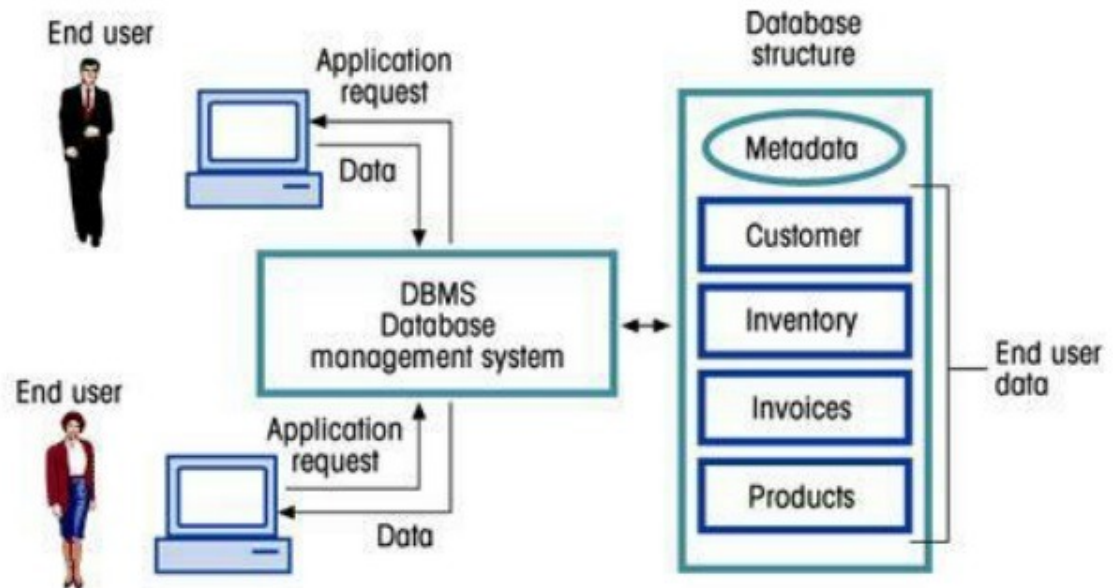 End user
Application
request
Data
DBMS
Database
management system
End user
Application
request
Data
Database
structure
Metadata
Customer
Inventory
Invoices
Products
End user
data